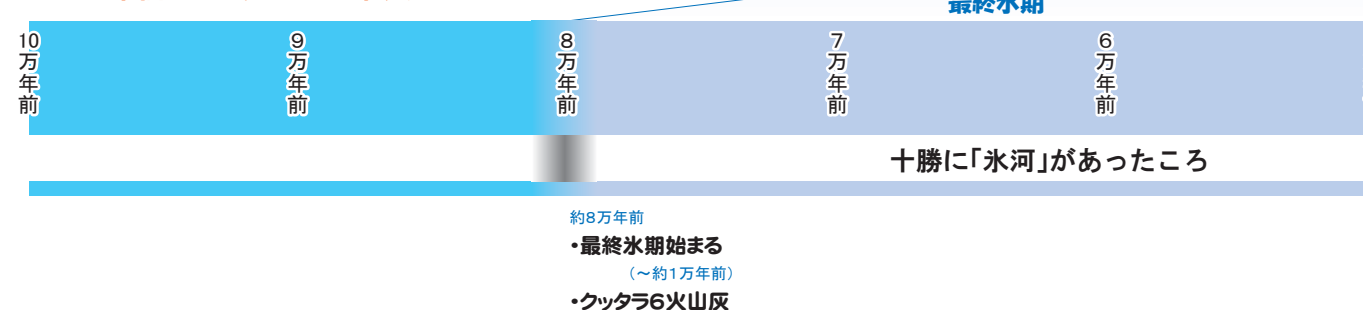 最終氷期
10万年前
9万年前
8万年前
7万年前
6万年前
十勝に「氷河」があったころ
約8万年前
・最終氷期始まる
（～約1万年前）
・クッタラ6火山灰